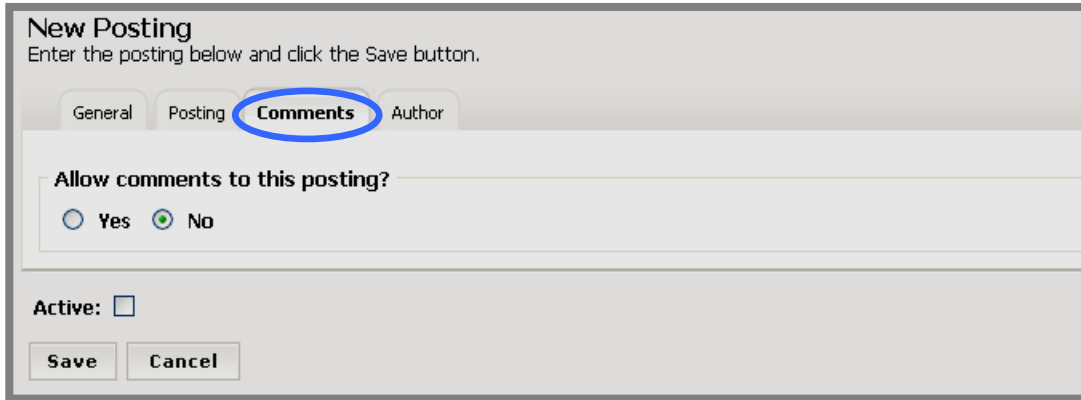 New Posting
Enter the posting below and click the Save button.
General Posting Comments Author
Allow comments to this posting?
Yes No
Active:
Save Cancel